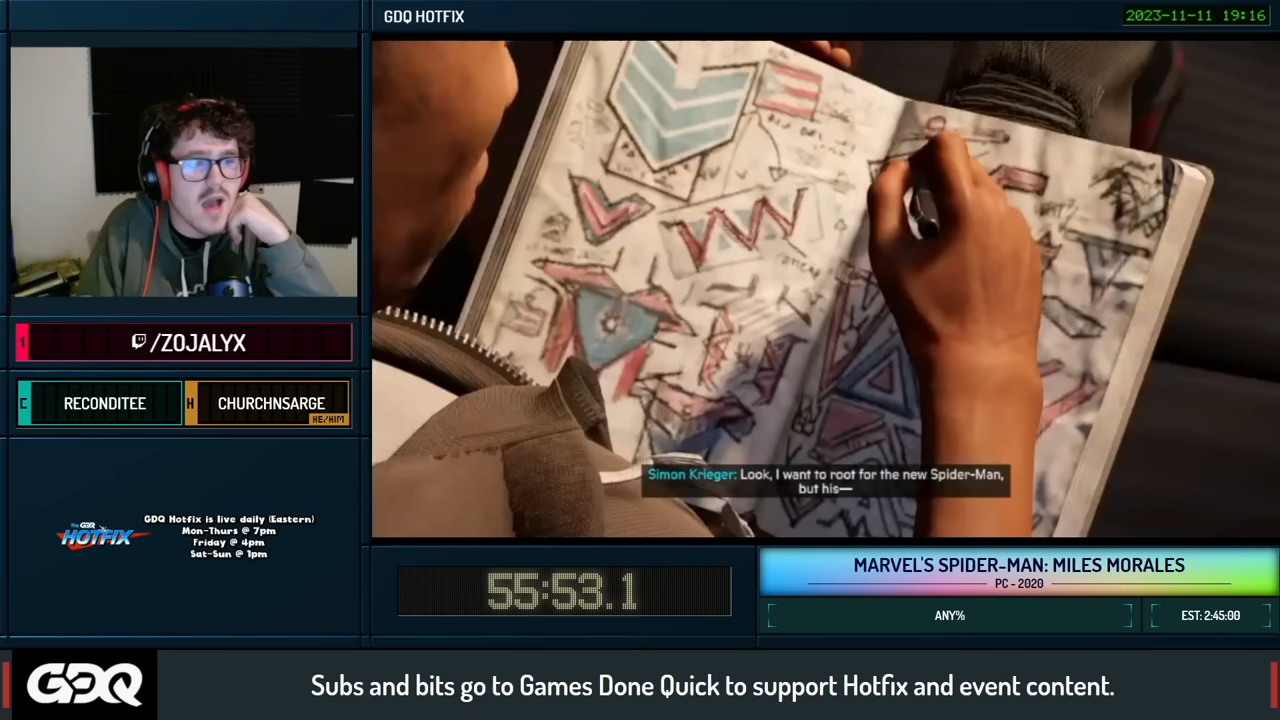 GDQ HOTFIX
2023-11-11 19:16
1 /ZOJALYX
C RECONDITEE
H CHURCHNSARGE
HE/HIM
the GDQ
HOTFIX
GDQ Hotfix is live daily (Eastern)
Mon-Thurs @ 7pm
Friday @ 4pm
Sat-Sun @ 1pm
Simon Krieger: Look, I want to root for the new Spider-Man,
but his—
55:53.1
MARVEL'S SPIDER-MAN: MILES MORALES
PC - 2020
ANY%
EST: 2:45:00
GDQ
Subs and bits go to Games Done Quick to support Hotfix and event content.